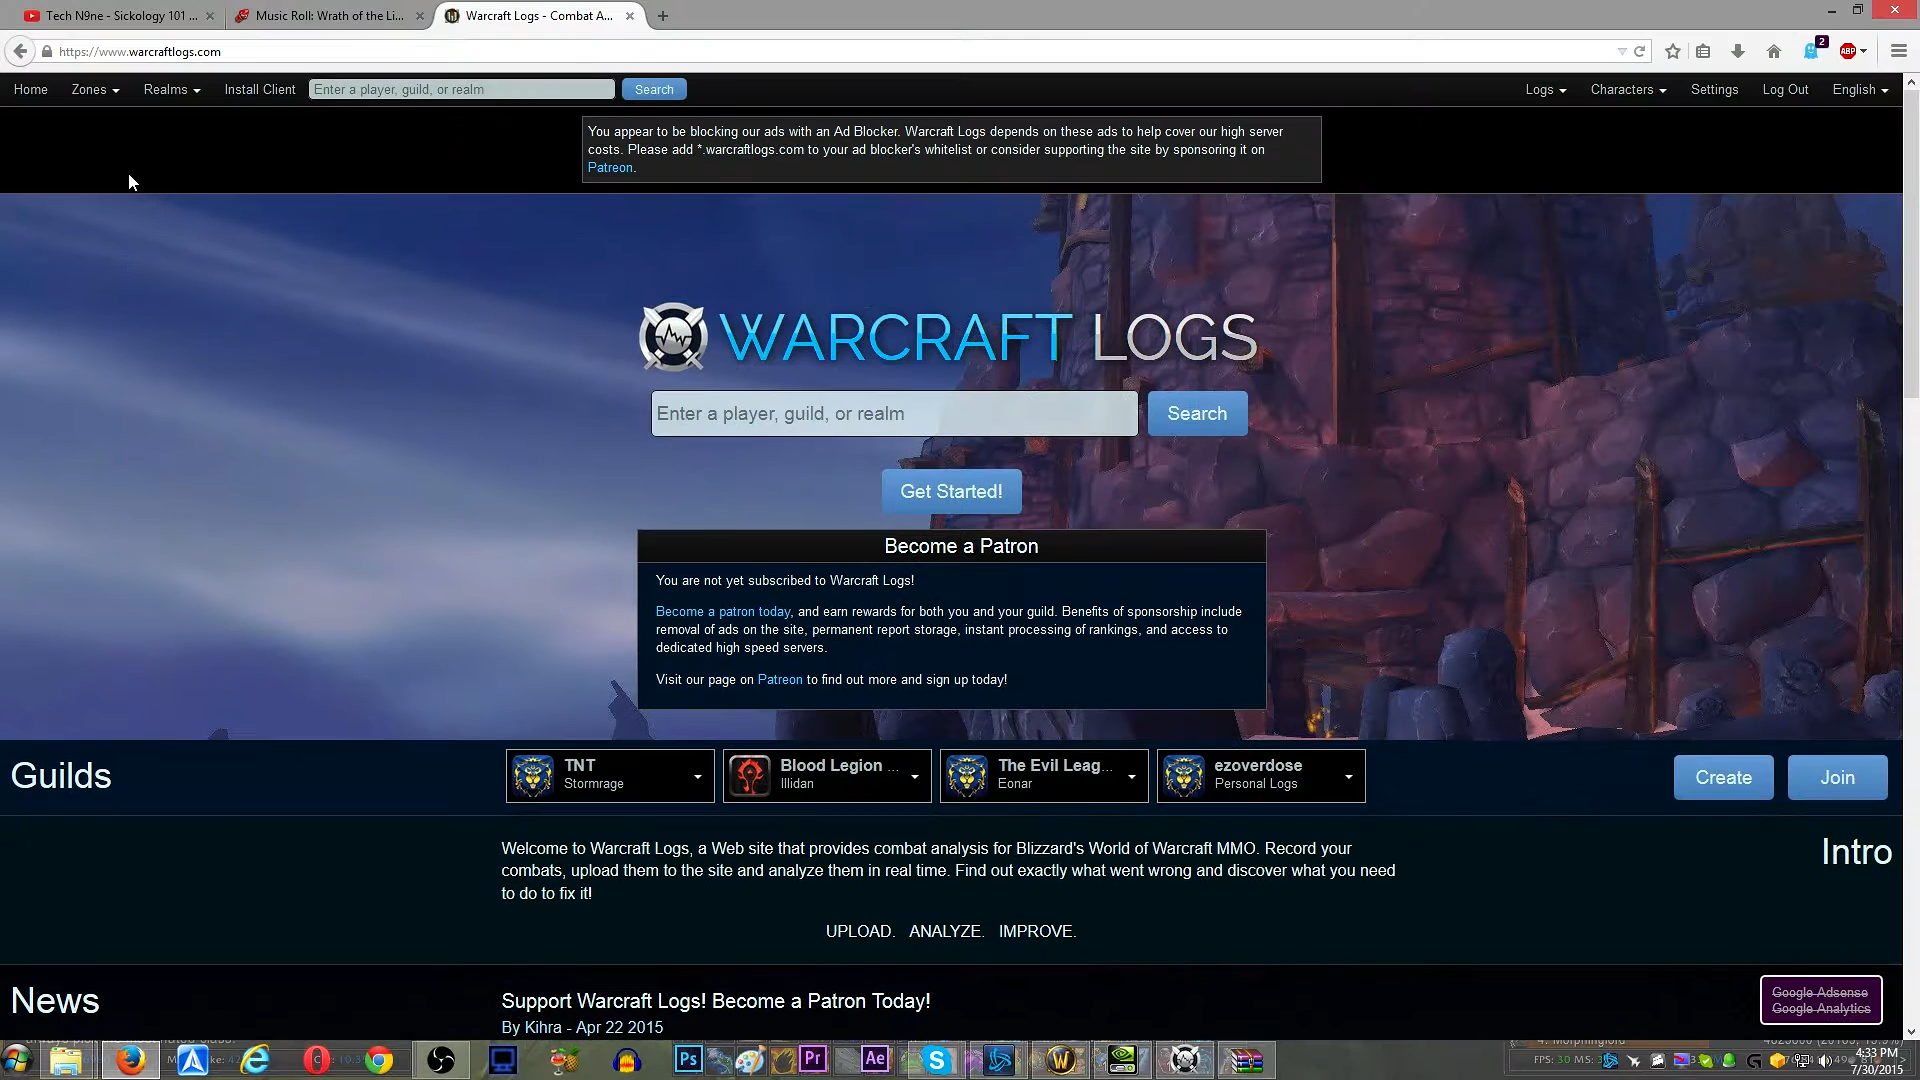 Tech N9ne - Sickology 101 ...
Music Roll: Wrath of the Li...
Warcraft Logs - Combat A...
https://www.warcraftlogs.com
2
ABP
Home
Zones
Realms
Install Client
Enter a player, guild, or realm
Search
Logs
Characters
Settings
Log Out
English
You appear to be blocking our ads with an Ad Blocker. Warcraft Logs depends on these ads to help cover our high server
costs. Please add *.warcraftlogs.com to your ad blocker's whitelist or consider supporting the site by sponsoring it on
Patreon.
WARCRAFT LOGS
Enter a player, guild, or realm
Search
Get Started!
Become a Patron
You are not yet subscribed to Warcraft Logs!
Become a patron today, and earn rewards for both you and your guild. Benefits of sponsorship include
removal of ads on the site, permanent report storage, instant processing of rankings, and access to
dedicated high speed servers.
Visit our page on Patreon to find out more and sign up today!
Guilds
TNT
Stormrage
Blood Legion ...
Illidan
The Evil Leag...
Eonar
ezoverdose
Personal Logs
Create
Join
Welcome to Warcraft Logs, a Web site that provides combat analysis for Blizzard's World of Warcraft MMO. Record your
combats, upload them to the site and analyze them in real time. Find out exactly what went wrong and discover what you need
to do to fix it!
Intro
UPLOAD. ANALYZE. IMPROVE.
News
Support Warcraft Logs! Become a Patron Today!
By Kihra - Apr 22 2015
Google Adsense
Google Analytics
Ps
Pr
Ae
FPS: 30 MS:
4:33 PM
7/30/2015